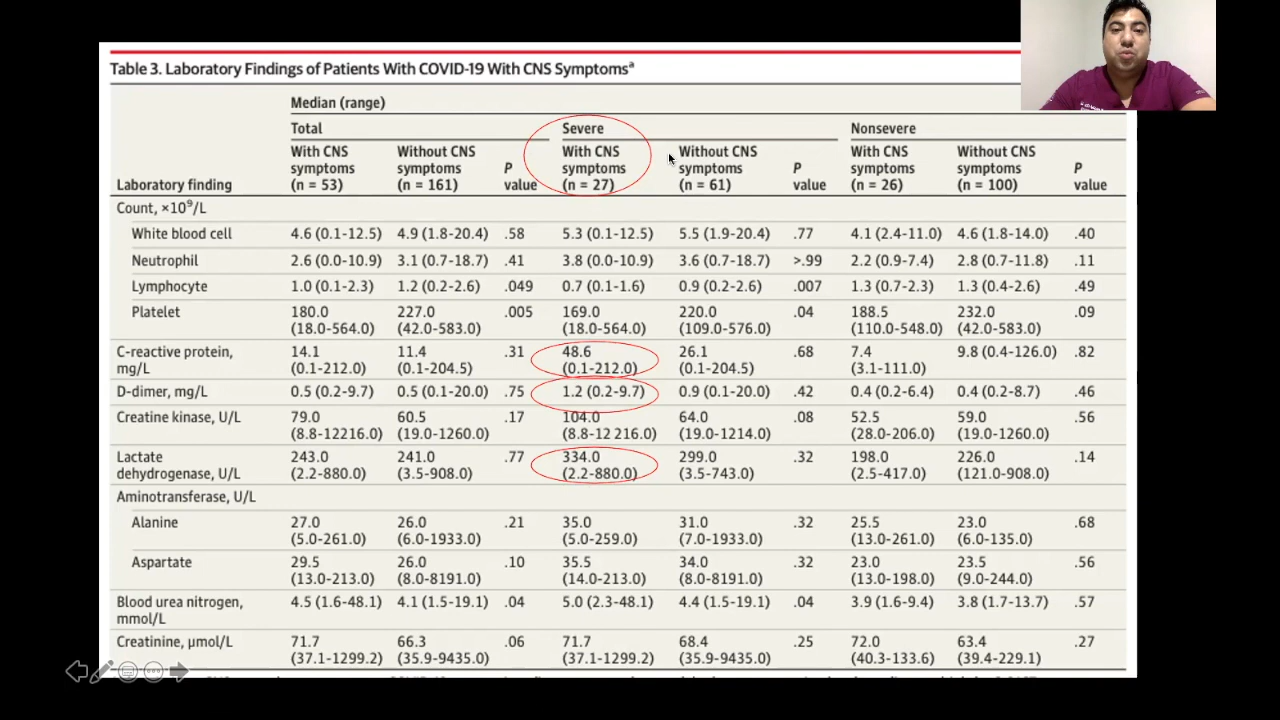 Table 3. Laboratory Findings of Patients With COVID-19 With CNS Symptomsa
Median (range)
Total Severe Nonsevere
Laboratory finding With CNS symptoms (n = 53) Without CNS symptoms (n = 161) P value With CNS symptoms (n = 27) Without CNS symptoms (n = 61) P value With CNS symptoms (n = 26) Without CNS symptoms (n = 100) P value
Count, ×10⁹/L
White blood cell 4.6 (0.1-12.5) 4.9 (1.8-20.4) .58 5.3 (0.1-12.5) 5.5 (1.9-20.4) .77 4.1 (2.4-11.0) 4.6 (1.8-14.0) .40
Neutrophil 2.6 (0.0-10.9) 3.1 (0.7-18.7) .41 3.8 (0.0-10.9) 3.6 (0.7-18.7) >.99 2.2 (0.9-7.4) 2.8 (0.7-11.8) .11
Lymphocyte 1.0 (0.1-2.3) 1.2 (0.2-2.6) .049 0.7 (0.1-1.6) 0.9 (0.2-2.6) .007 1.3 (0.7-2.3) 1.3 (0.4-2.6) .49
Platelet 180.0 (18.0-564.0) 227.0 (42.0-583.0) .005 169.0 (18.0-564.0) 220.0 (109.0-576.0) .04 188.5 (110.0-548.0) 232.0 (42.0-583.0) .09
C-reactive protein, mg/L 14.1 (0.1-212.0) 11.4 (0.1-204.5) .31 48.6 (0.1-212.0) 26.1 (0.1-204.5) .68 7.4 (3.1-111.0) 9.8 (0.4-126.0) .82
D-dimer, mg/L 0.5 (0.2-9.7) 0.5 (0.1-20.0) .75 1.2 (0.2-9.7) 0.9 (0.1-20.0) .42 0.4 (0.2-6.4) 0.4 (0.2-8.7) .46
Creatine kinase, U/L 79.0 (8.8-12216.0) 60.5 (19.0-1260.0) .17 104.0 (8.8-12 216.0) 64.0 (19.0-1214.0) .08 52.5 (28.0-206.0) 59.0 (19.0-1260.0) .56
Lactate dehydrogenase, U/L 243.0 (2.2-880.0) 241.0 (3.5-908.0) .77 334.0 (2.2-880.0) 299.0 (3.5-743.0) .32 198.0 (2.5-417.0) 226.0 (121.0-908.0) .14
Aminotransferase, U/L
Alanine 27.0 (5.0-261.0) 26.0 (6.0-1933.0) .21 35.0 (5.0-259.0) 31.0 (7.0-1933.0) .32 25.5 (13.0-261.0) 23.0 (6.0-135.0) .68
Aspartate 29.5 (13.0-213.0) 26.0 (8.0-8191.0) .10 35.5 (14.0-213.0) 34.0 (8.0-8191.0) .32 23.0 (13.0-198.0) 23.5 (9.0-244.0) .56
Blood urea nitrogen, mmol/L 4.5 (1.6-48.1) 4.1 (1.5-19.1) .04 5.0 (2.3-48.1) 4.4 (1.5-19.1) .04 3.9 (1.6-9.4) 3.8 (1.7-13.7) .57
Creatinine, µmol/L 71.7 (37.1-1299.2) 66.3 (35.9-9435.0) .06 71.7 (37.1-1299.2) 68.4 (35.9-9435.0) .25 72.0 (40.3-133.6) 63.4 (39.4-229.1) .27